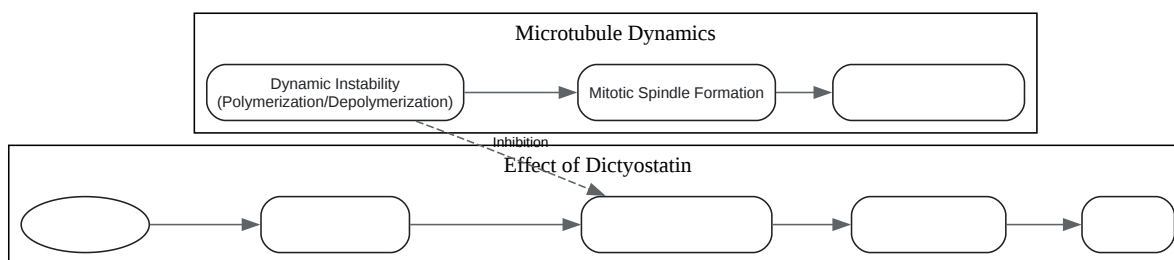 Microtubule Dynamics
Dynamic Instability
(Polymerization/Depolymerization)
Mitotic Spindle Formation
Inhibition
Effect of Dictyostatin